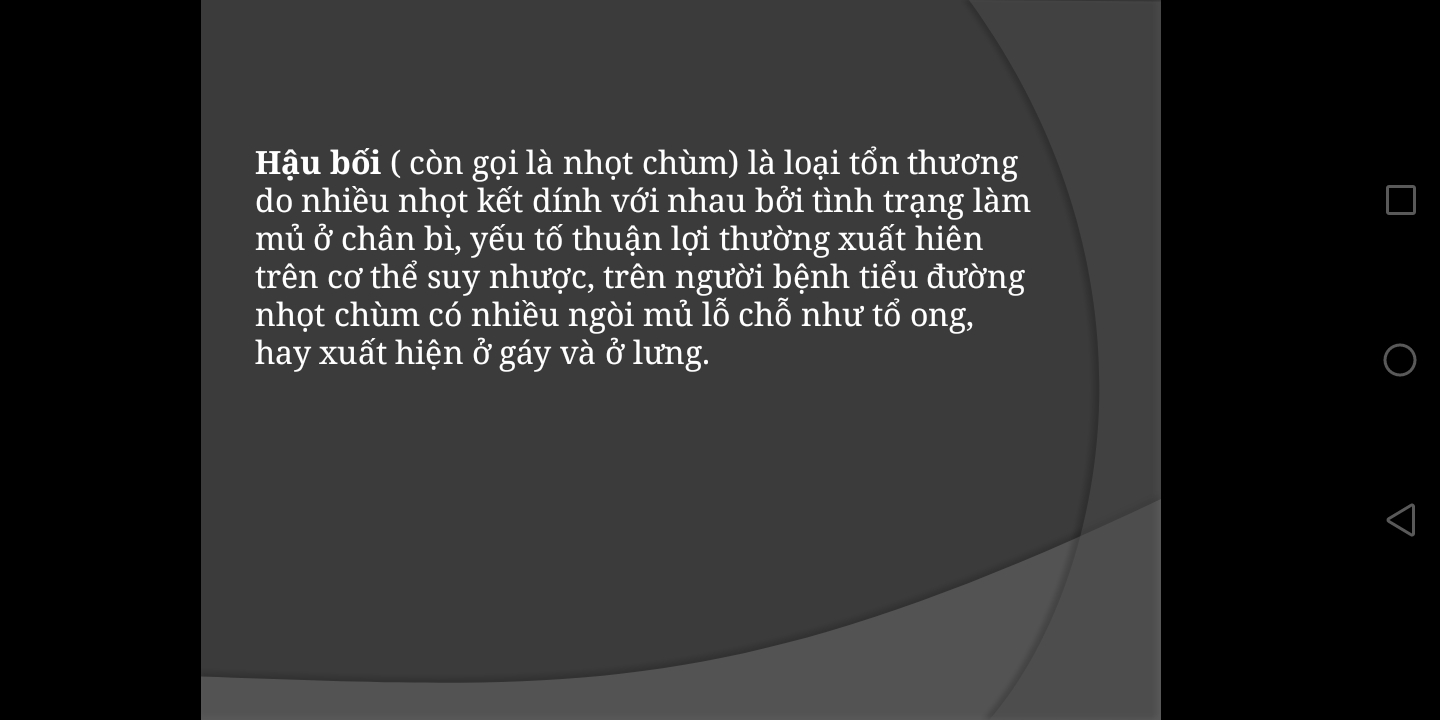 Hậu bối ( còn gọi là nhọt chùm) là loại tổn thương
do nhiều nhọt kết dính với nhau bởi tình trạng làm
mủ ở chân bì, yếu tố thuận lợi thường xuất hiên
trên cơ thể suy nhược, trên người bệnh tiểu đường
nhọt chùm có nhiều ngòi mủ lỗ chỗ như tổ ong,
hay xuất hiện ở gáy và ở lưng.